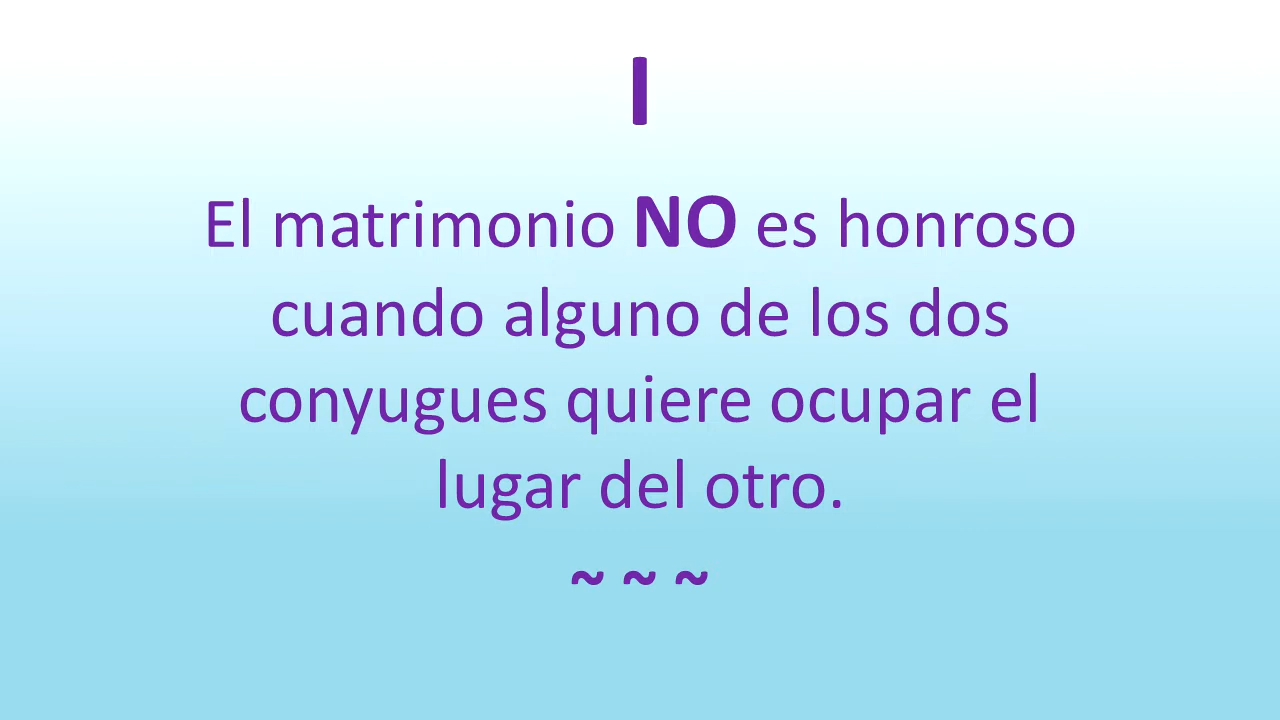 I
El matrimonio NO es honroso
cuando alguno de los dos
conyugues quiere ocupar el
lugar del otro.
~ ~ ~